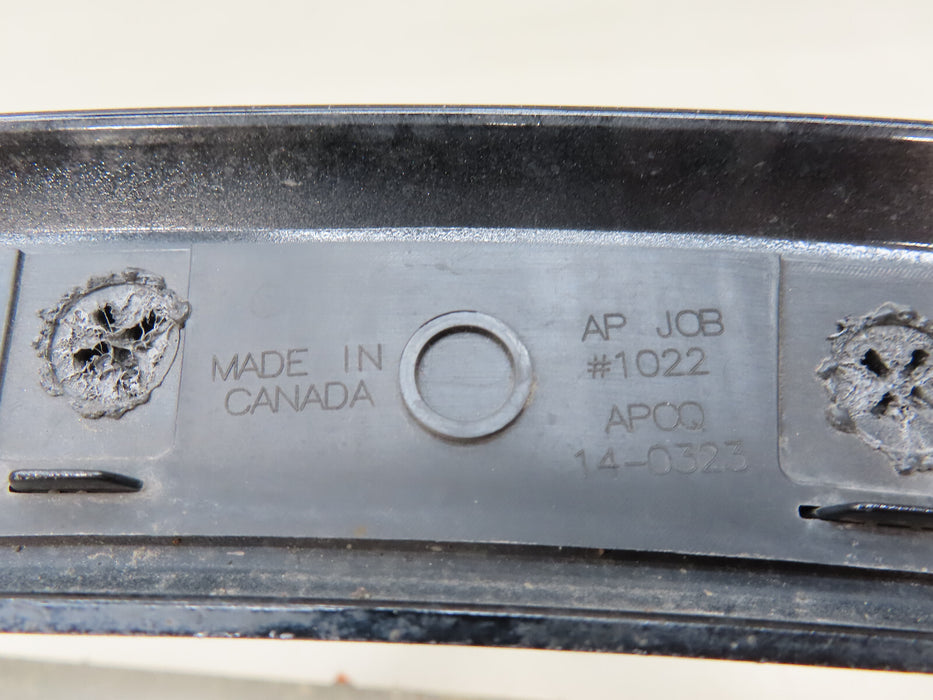 MADE IN
CANADA
AP JOB
#1022
APOQ
14-0323